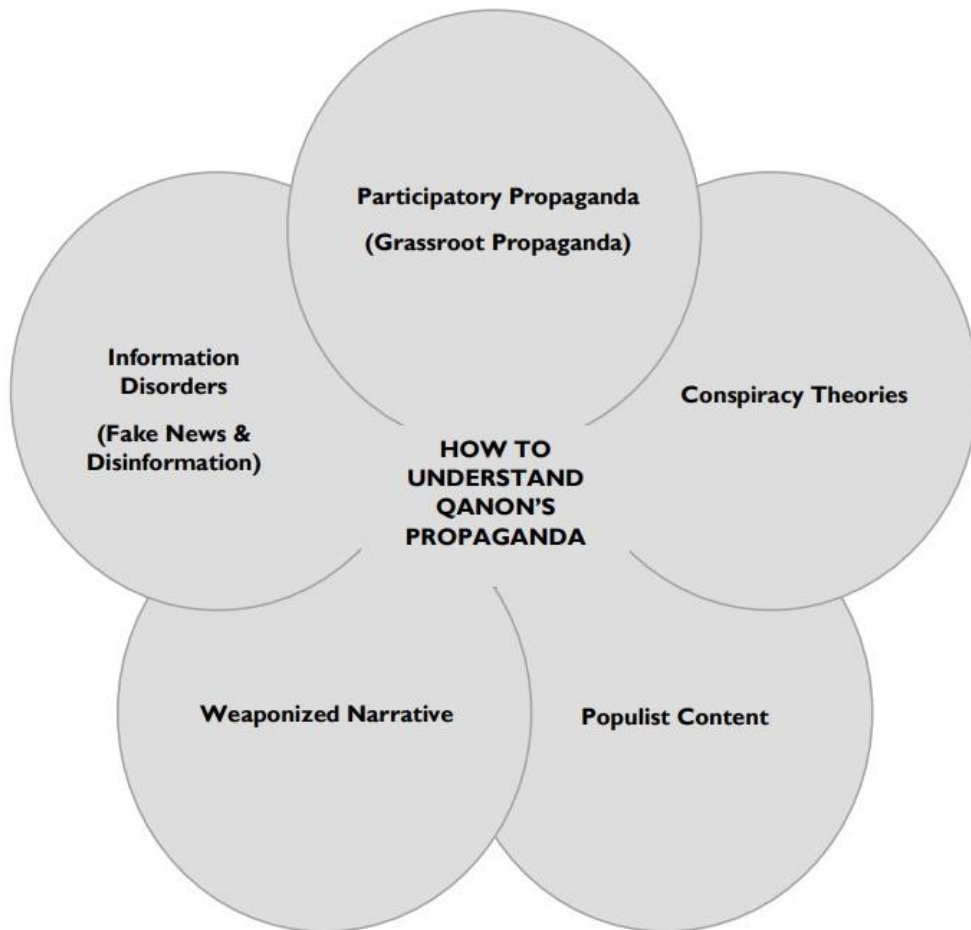 Participatory Propaganda
(Grassroot Propaganda)
Information
Disorders
(Fake News &
Disinformation)
Conspiracy Theories
HOW TO
UNDERSTAND
QANON’S
PROPAGANDA
Weaponized Narrative
Populist Content